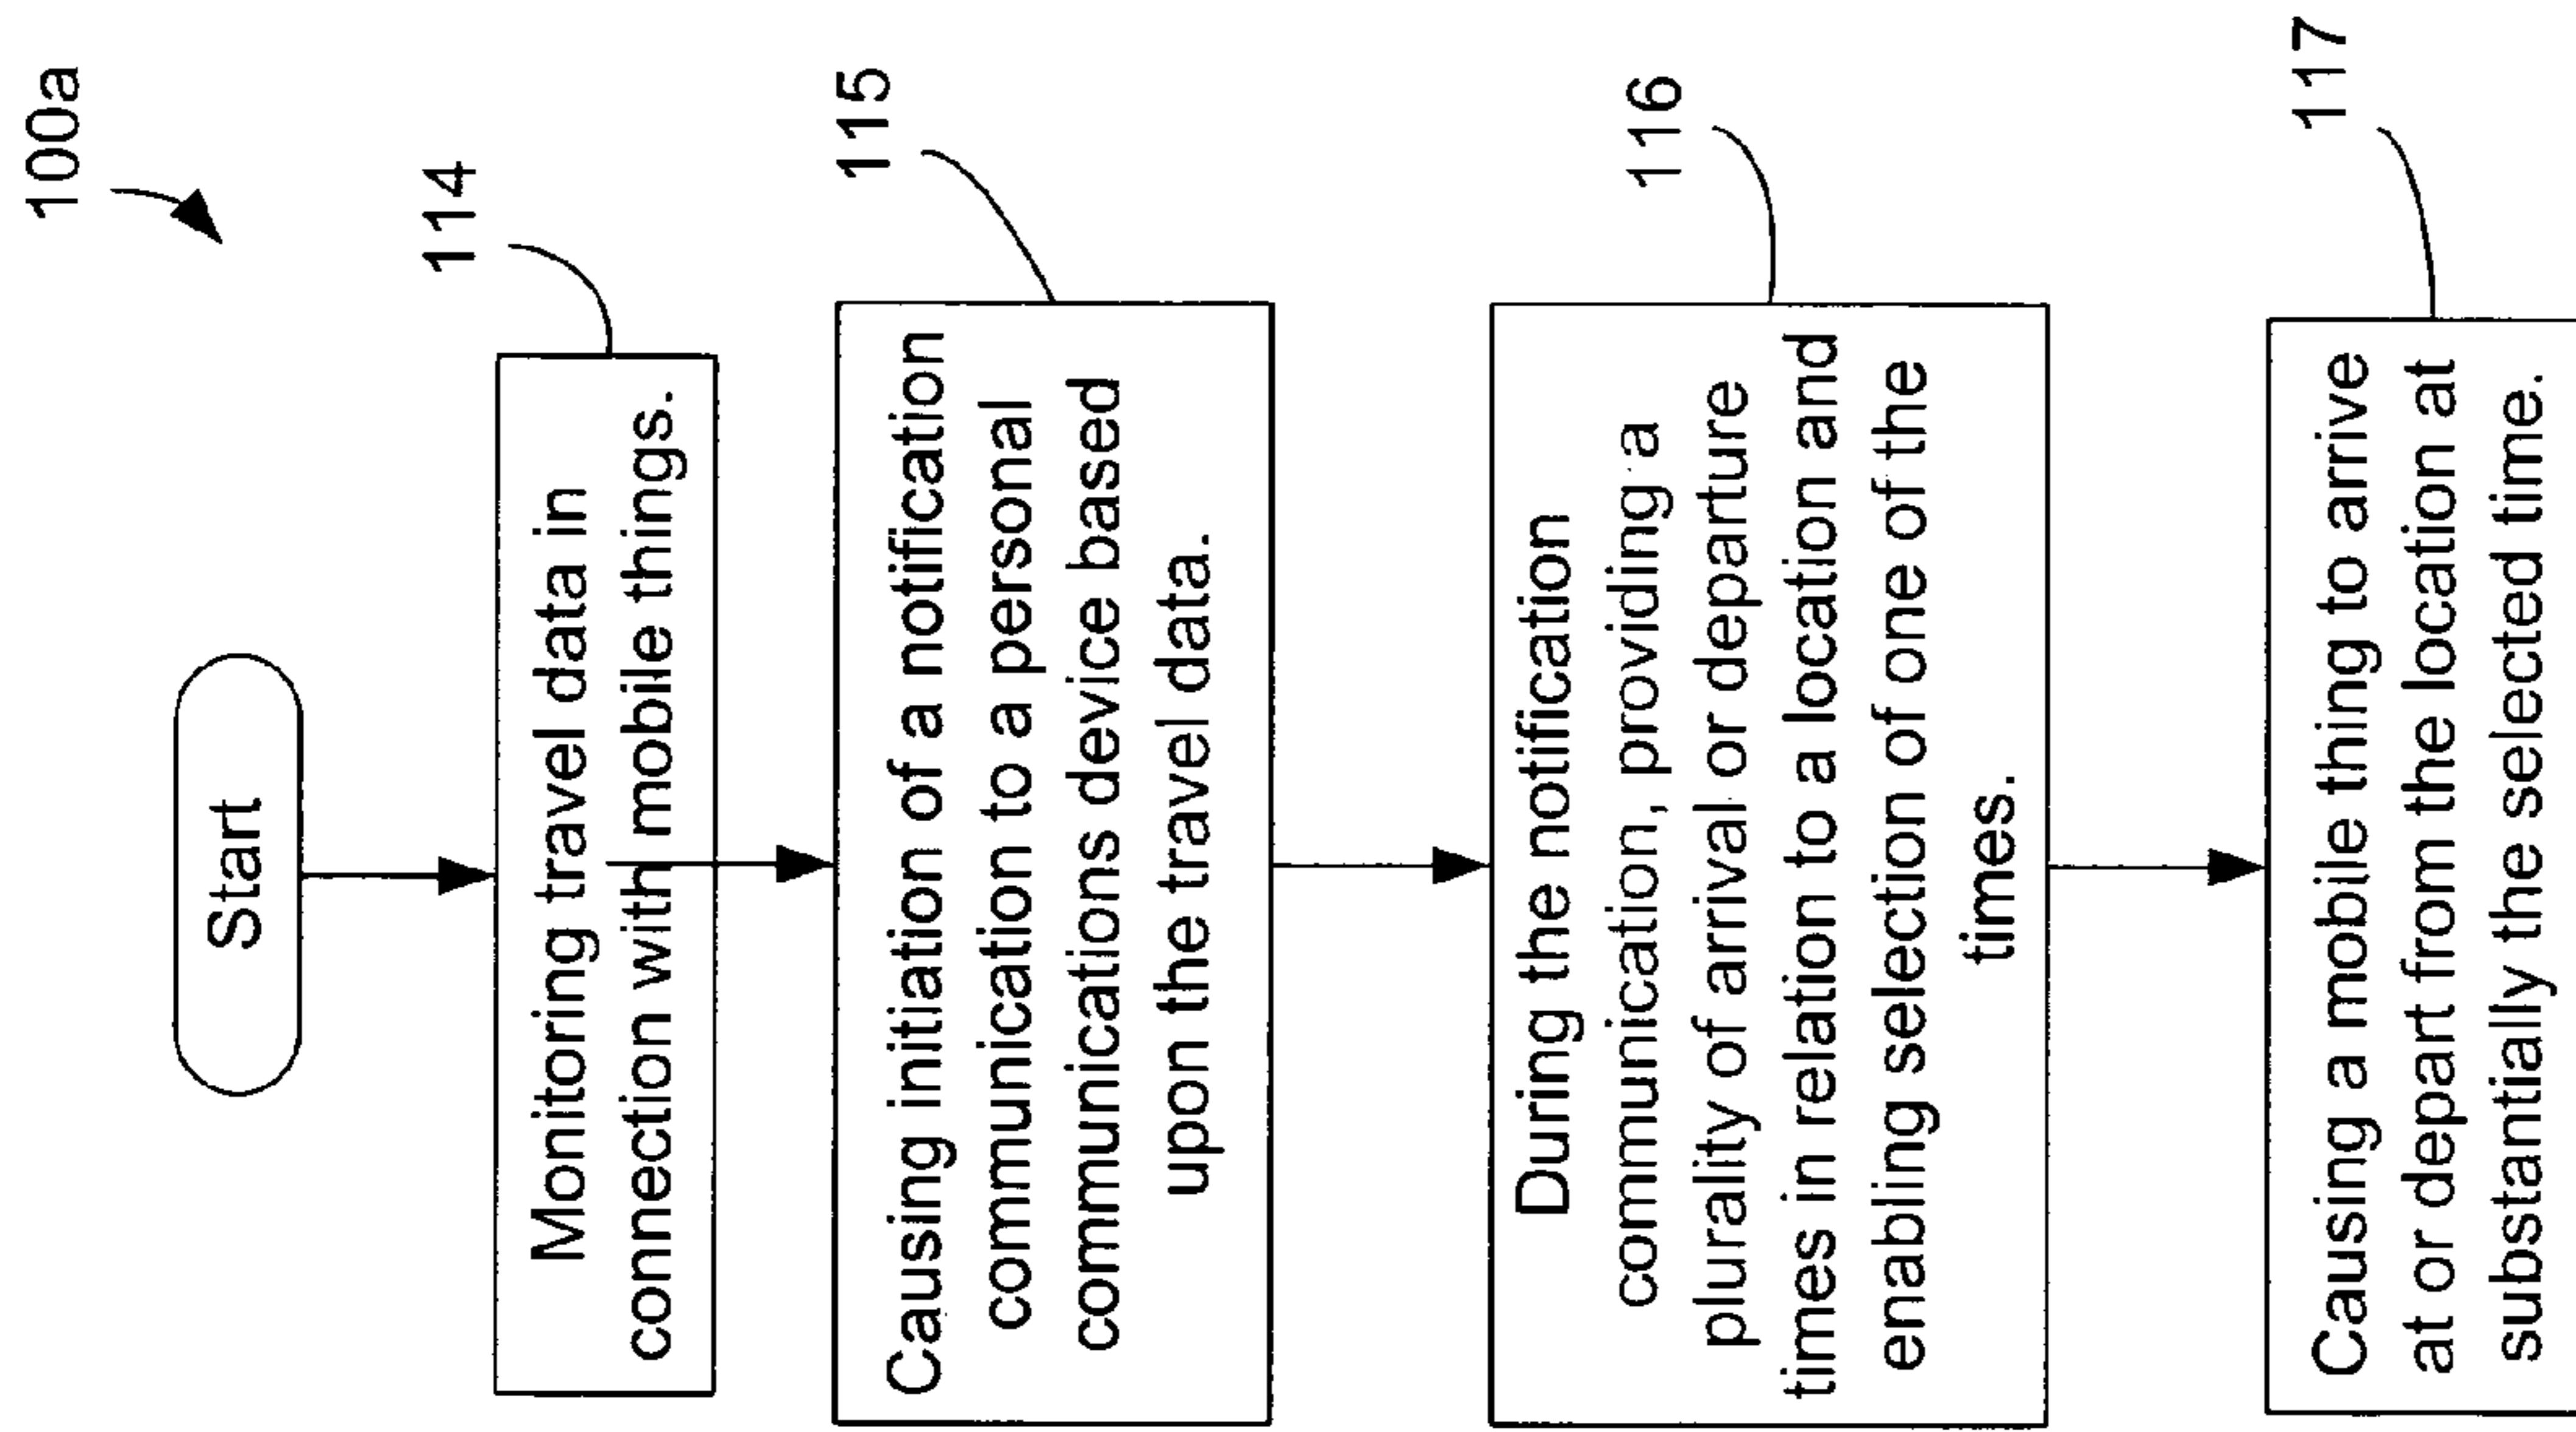 100a
Start
114
Monitoring travel data in
connection with mobile things.
115
Causing initiation of a notification
communication to a personal
communications device based
upon the travel data.
116
During the notification
communication, providing a
plurality of arrival or departure
times in relation to a location and
enabling selection of one of the
times.
117
Causing a mobile thing to arrive
at or depart from the location at
substantially the selected time.